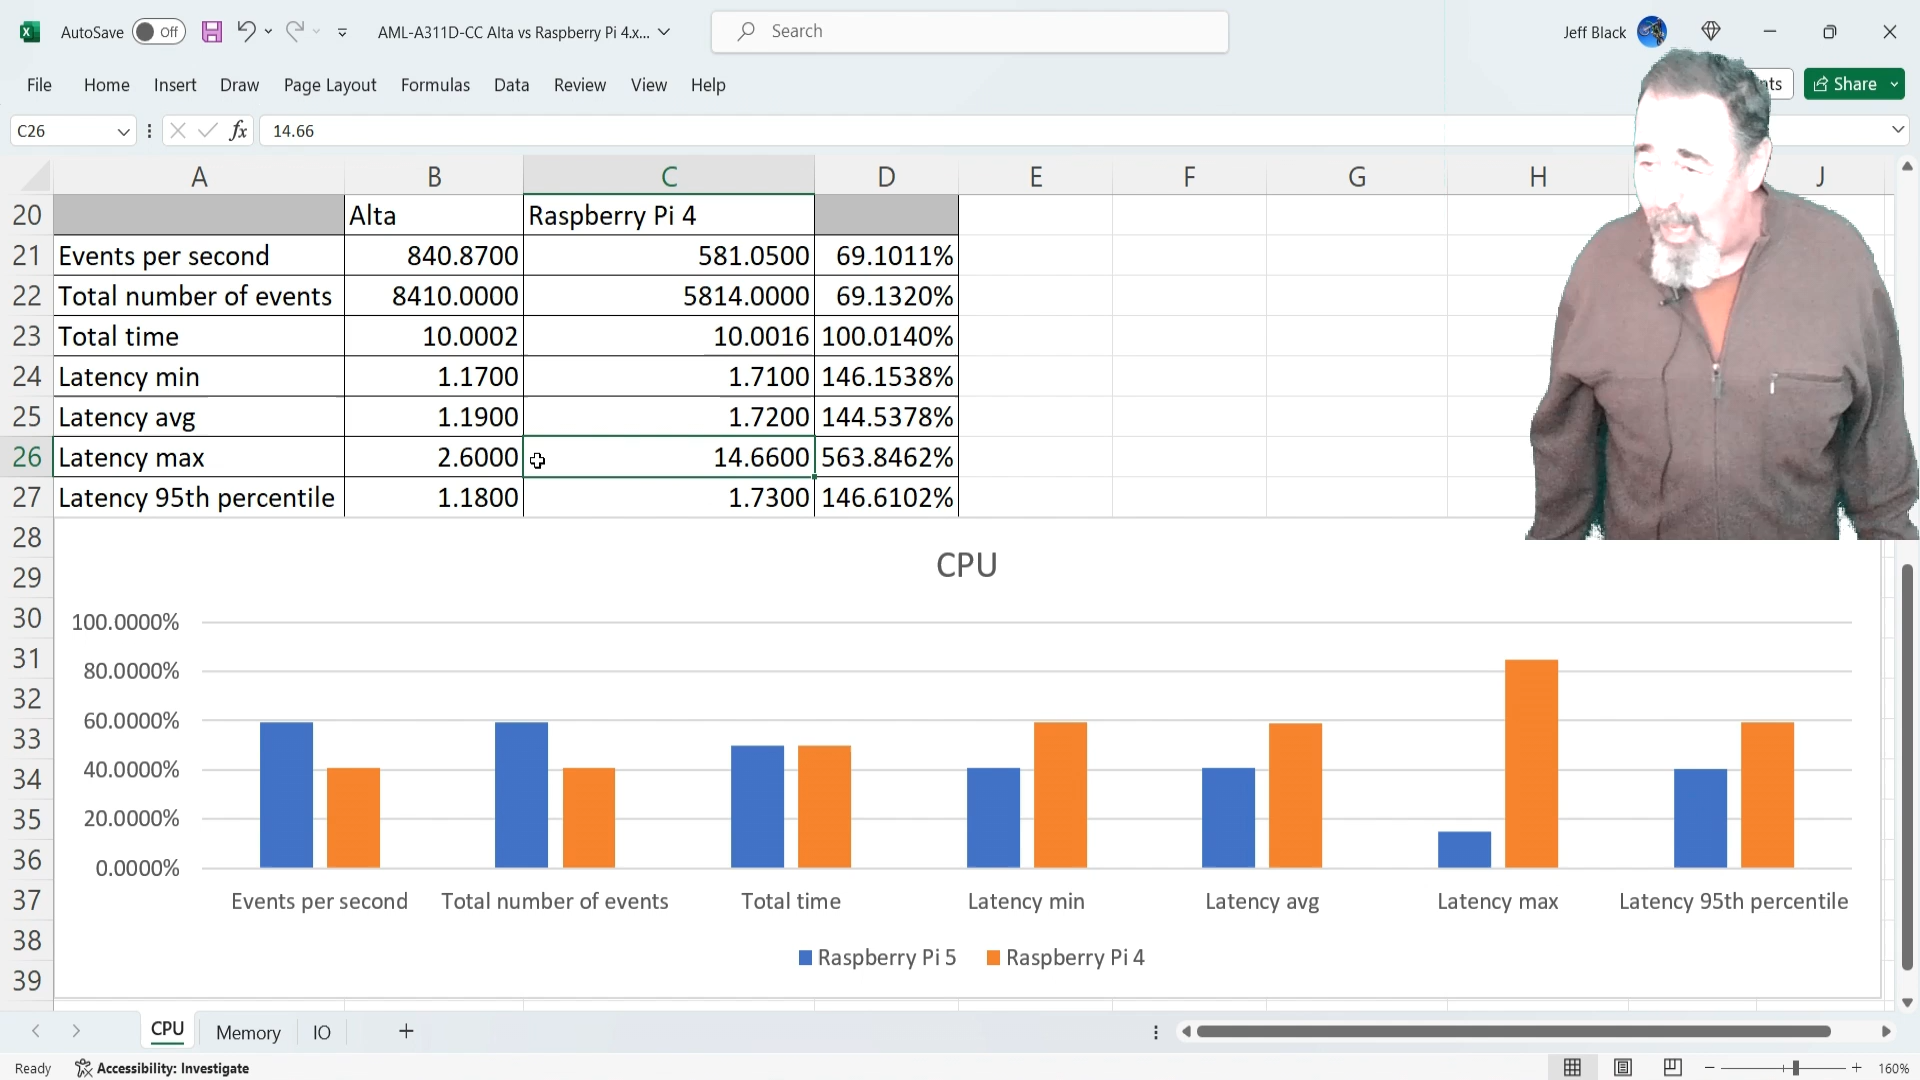 AutoSave Off AML-A311D-CC Alta vs Raspberry Pi 4.x... Search Jeff Black
File Home Insert Draw Page Layout Formulas Data Review View Help Share
C26 fx 14.66
A B C D E F G H J
20 Alta Raspberry Pi 4
21 Events per second 840.8700 581.0500 69.1011%
22 Total number of events 8410.0000 5814.0000 69.1320%
23 Total time 10.0002 10.0016 100.0140%
24 Latency min 1.1700 1.7100 146.1538%
25 Latency avg 1.1900 1.7200 144.5378%
26 Latency max 2.6000 14.6600 563.8462%
27 Latency 95th percentile 1.1800 1.7300 146.6102%
28
29 CPU
30 100.0000%
31 80.0000%
32
33 60.0000%
34 40.0000%
35 20.0000%
36 0.0000%
37 Events per second Total number of events Total time Latency min Latency avg Latency max Latency 95th percentile
38 Raspberry Pi 5 Raspberry Pi 4
39
CPU Memory IO +
Ready Accessibility: Investigate 160%